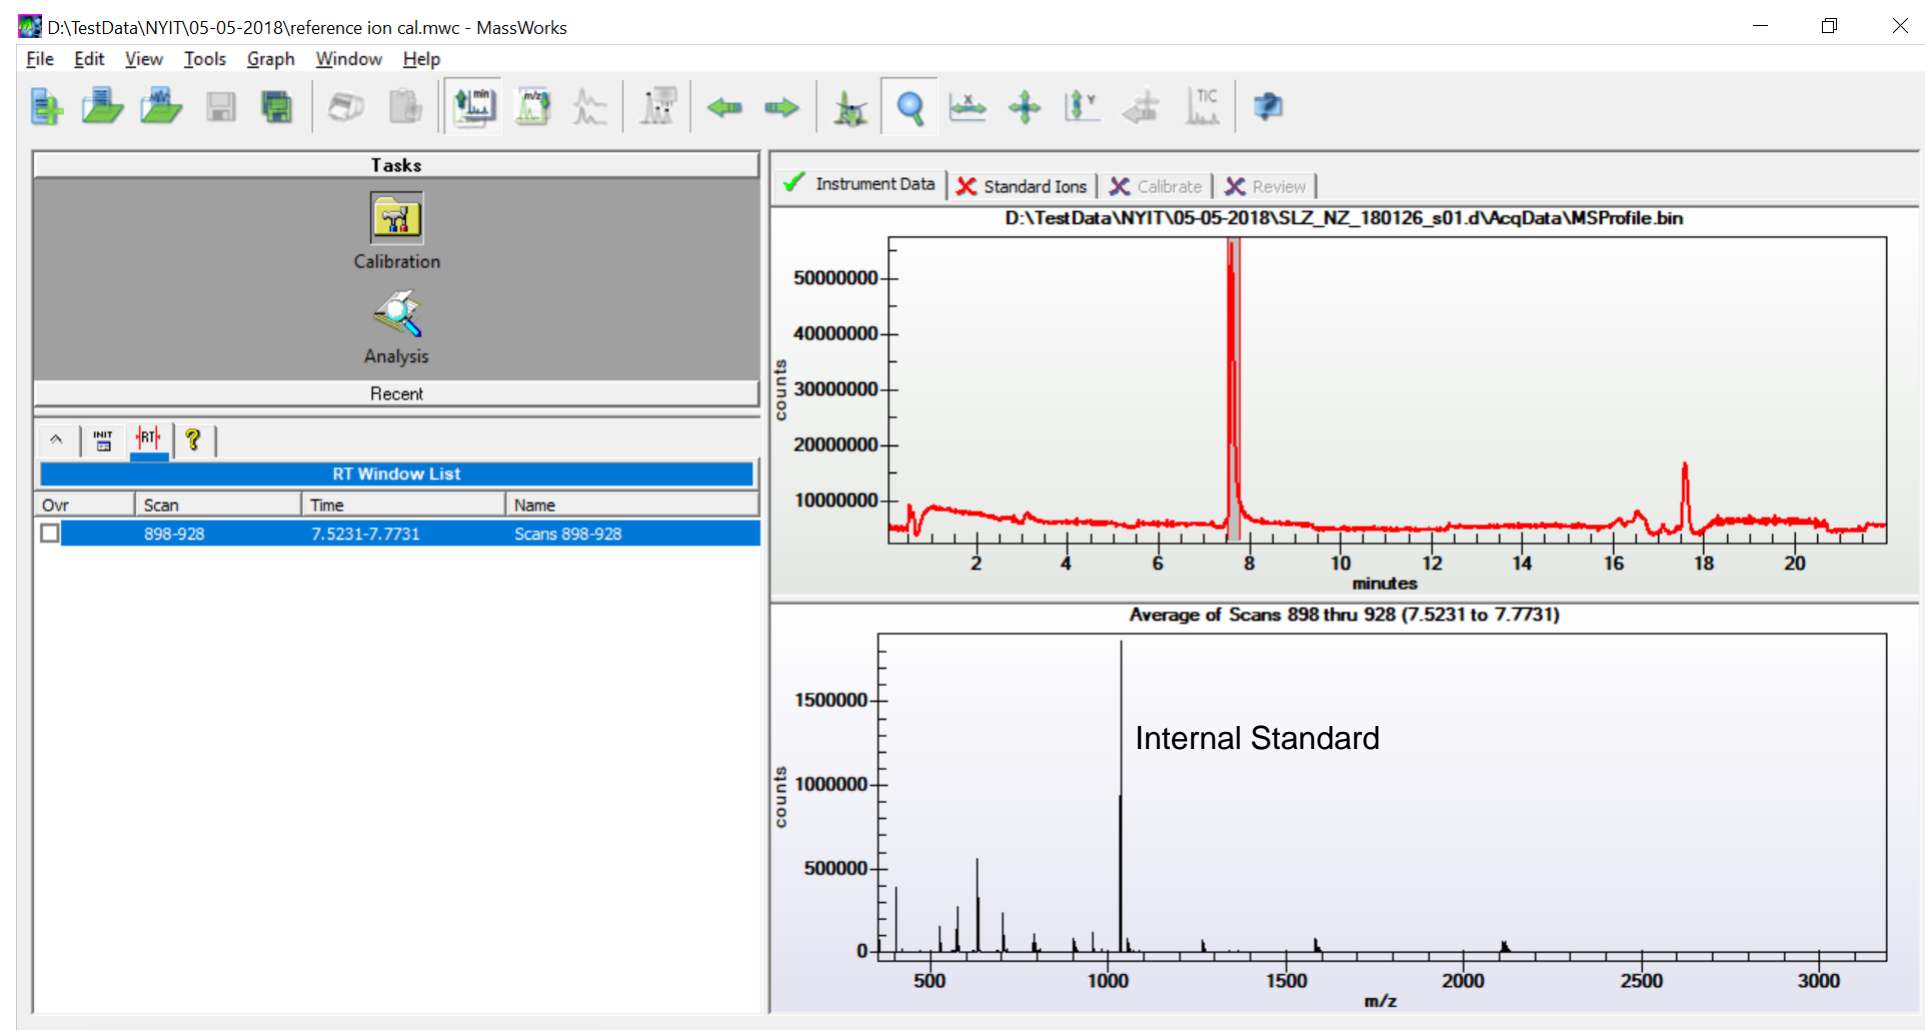 D:\TestData\NYIT\05-05-2018\reference ion cal.mwc - MassWorks
File Edit View Tools Graph Window Help
min
m/z
X
Y
TIC
Tasks
Calibration
Analysis
Recent
INIT
RT
RT Window List
Ovr Scan Time Name
898-928 7.5231-7.7731 Scans 898-928
Instrument Data Standard Ions Calibrate Review
D:\TestData\NYIT\05-05-2018\SLZ_NZ_180126_s01.d\AcqData\MSProfile.bin
50000000
40000000
30000000
20000000
10000000
counts
2 4 6 8 10 12 14 16 18 20
minutes
Average of Scans 898 thru 928 (7.5231 to 7.7731)
1500000
1000000
500000
0
counts
Internal Standard
500 1000 1500 2000 2500 3000
m/z